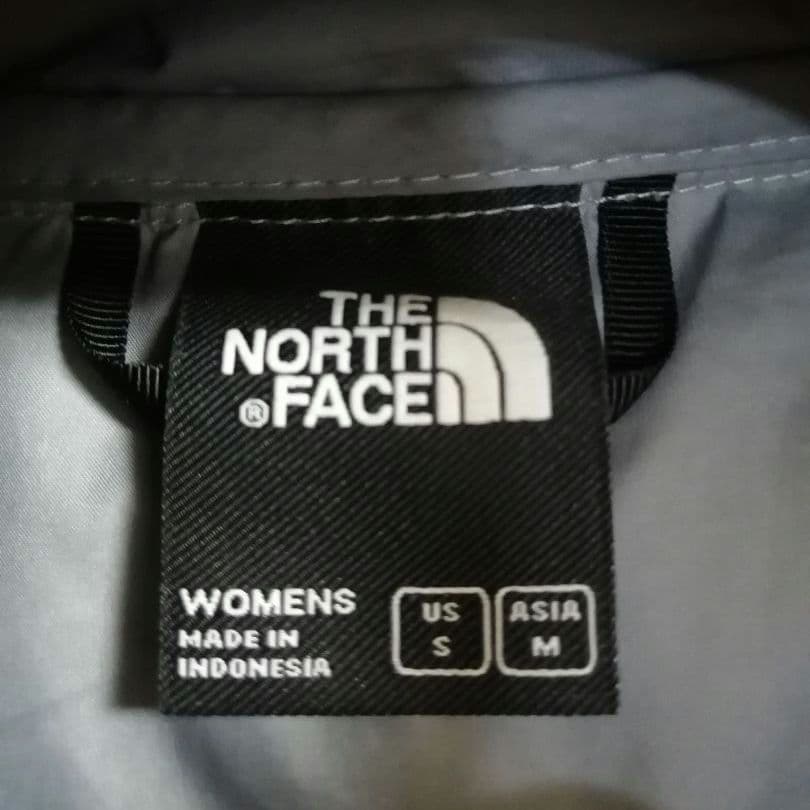 THE
NORTH
® FACE
WOMENS
MADE IN
INDONESIA
US
S
ASIA
M